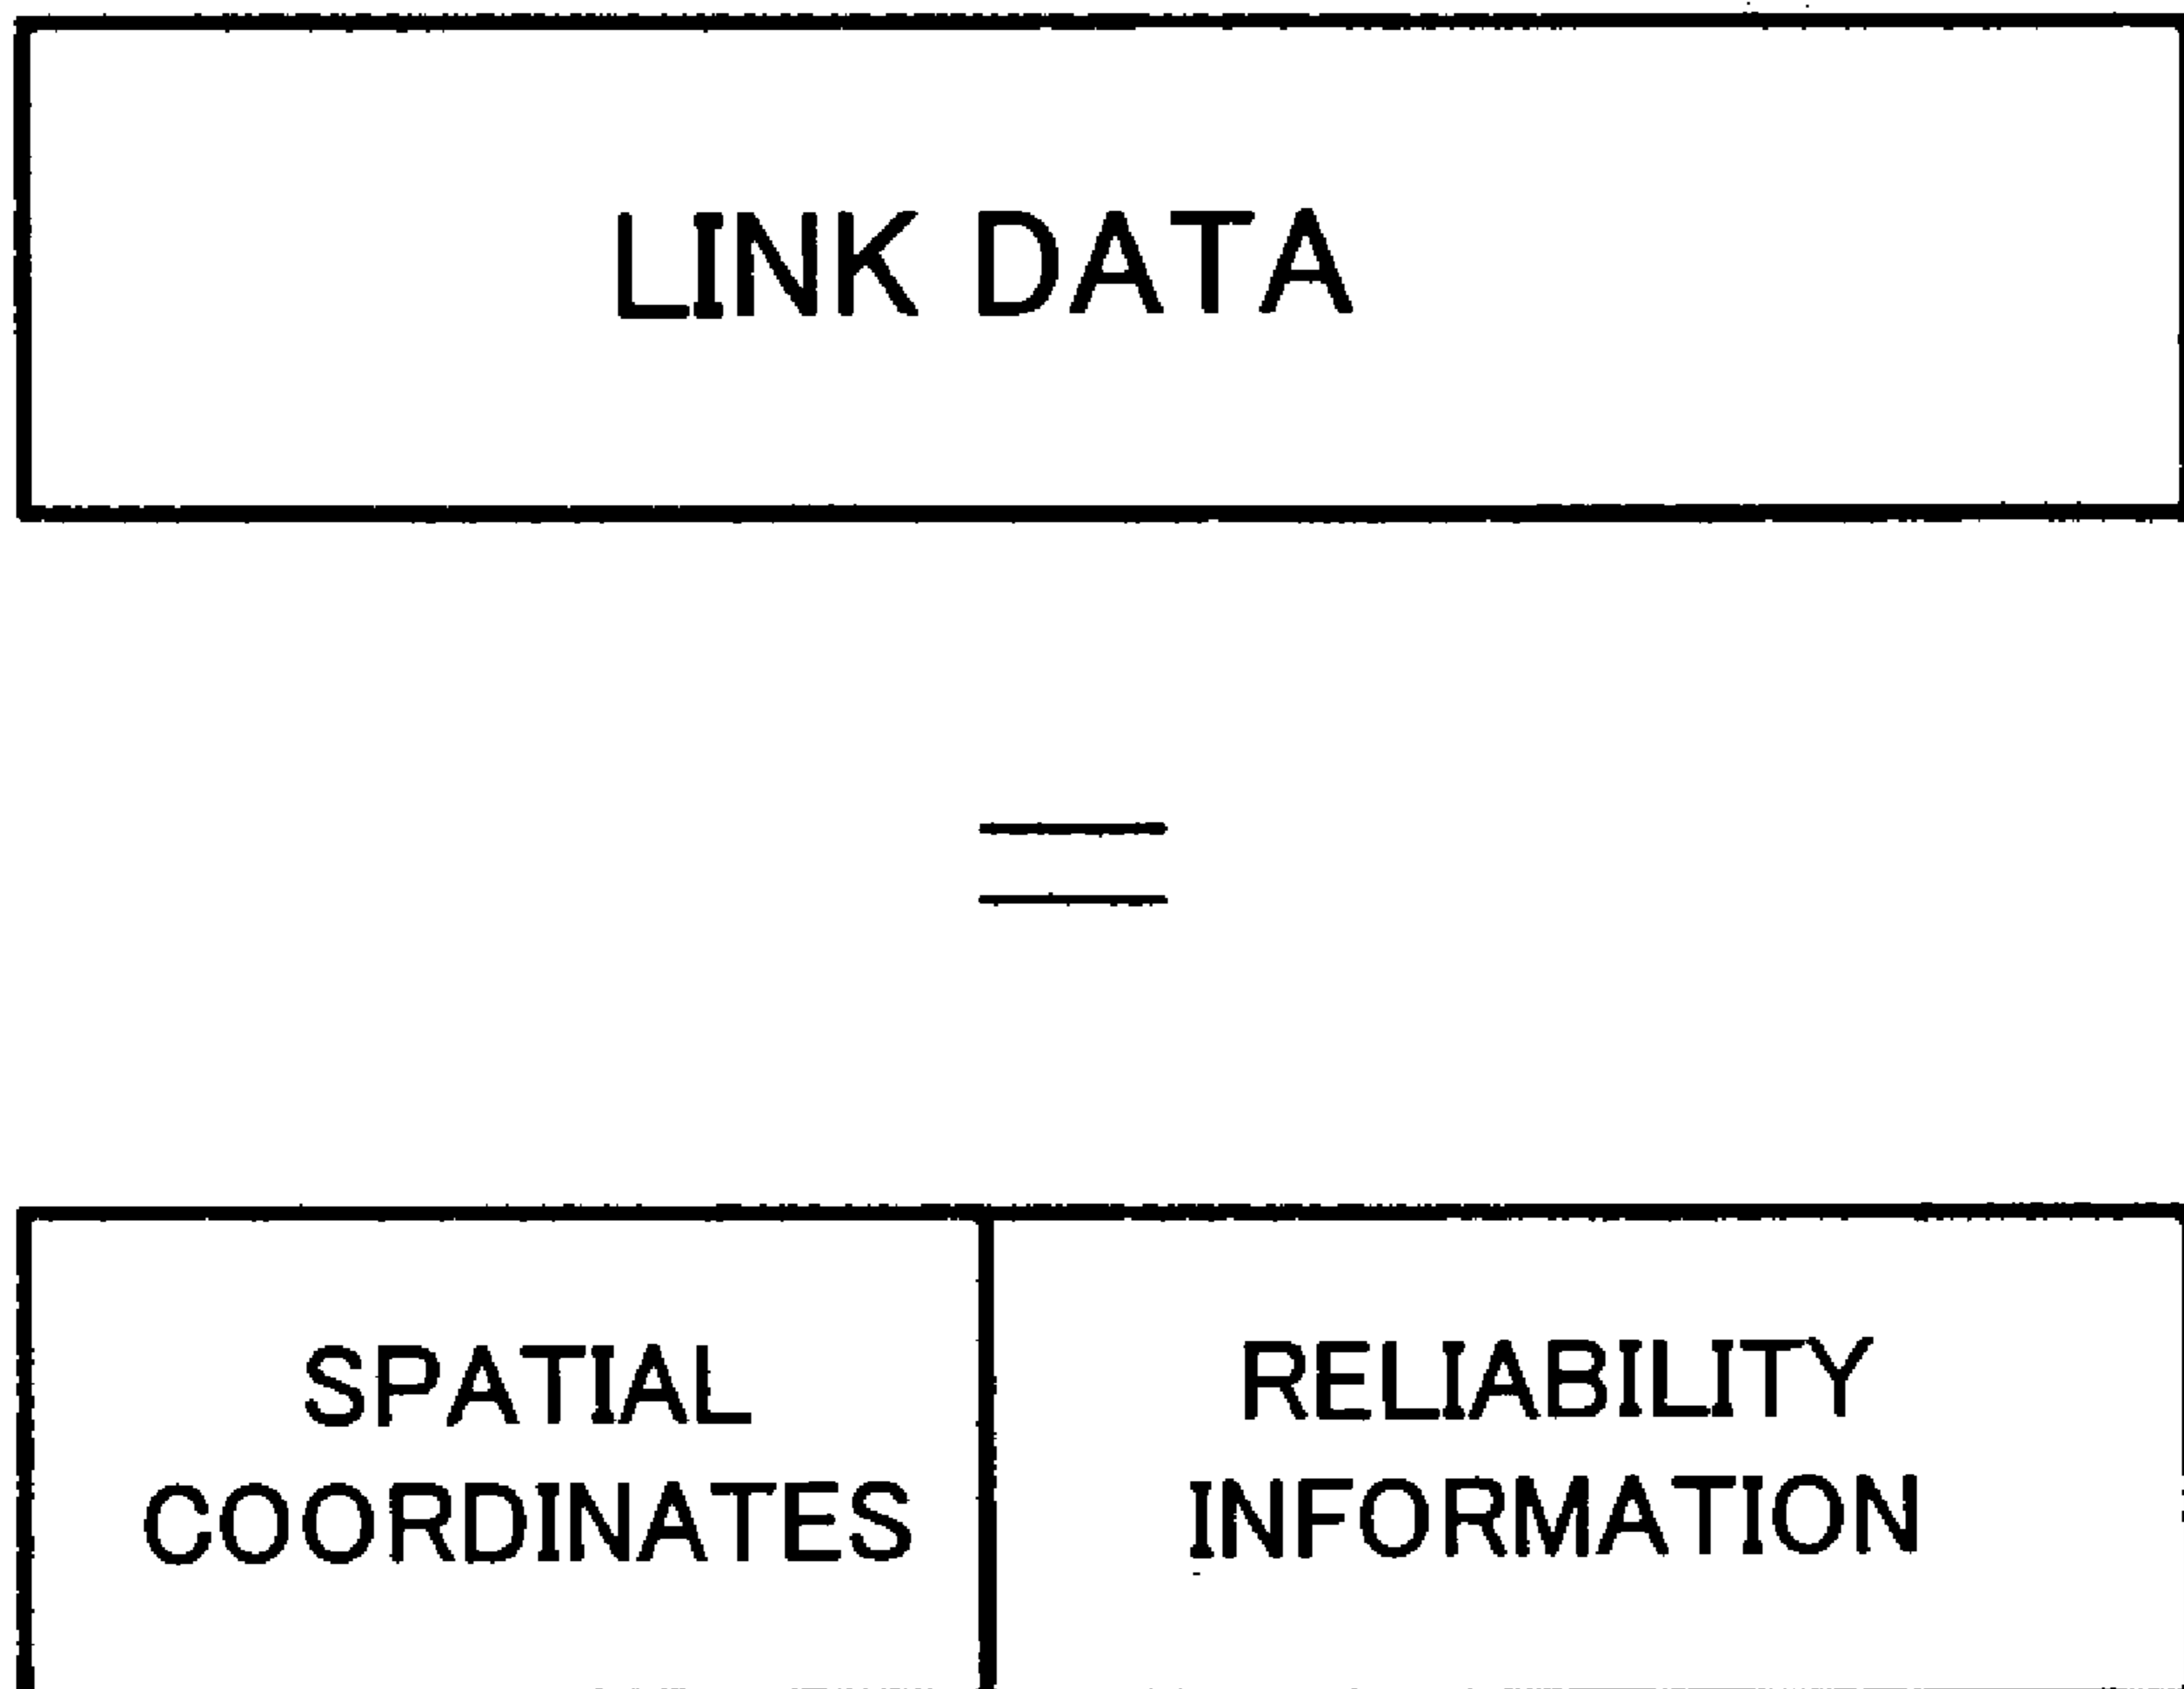 LINK DATA
=
SPATIAL
COORDINATES
RELIABILITY
INFORMATION